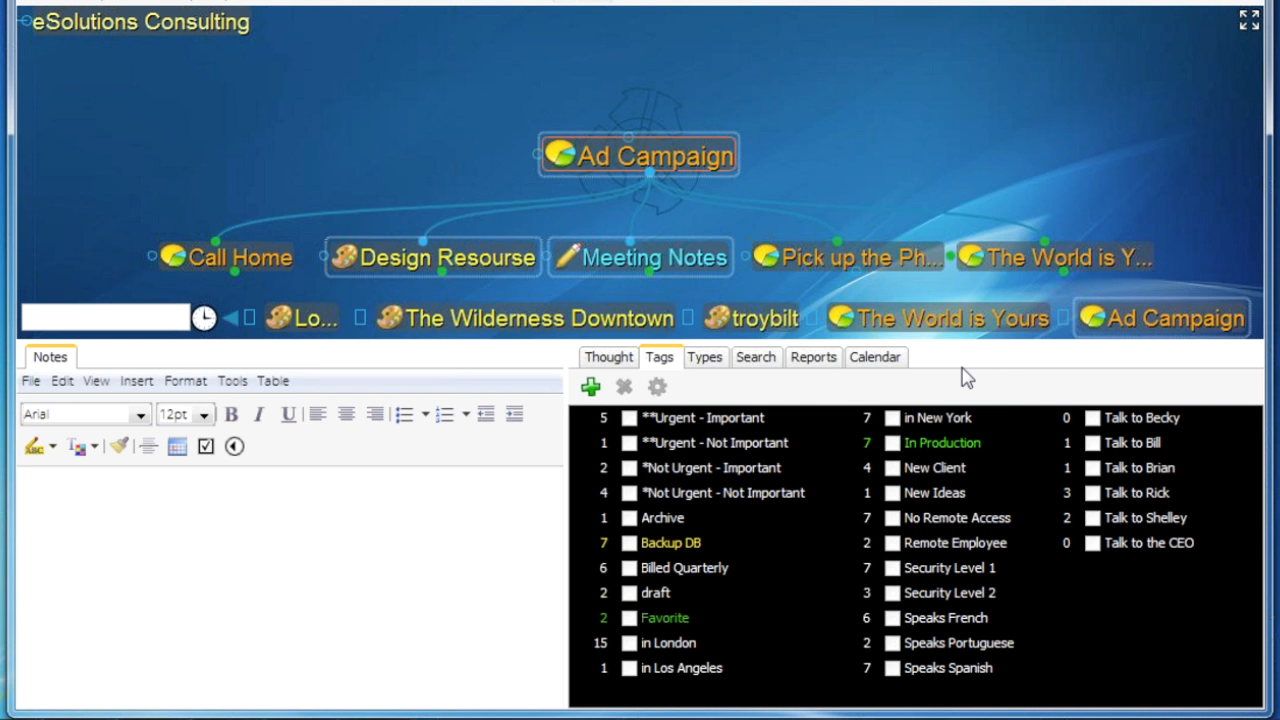 eSolutions Consulting
Ad Campaign
Call Home
Design Resourse
Meeting Notes
Pick up the Ph...
The World is Y...
Lo...
The Wilderness Downtown
troybilt
The World is Yours
Ad Campaign
Notes
File Edit View Insert Format Tools Table
Arial 12pt B I U
ABC T
Thought Tags Types Search Reports Calendar
5 **Urgent - Important
1 **Urgent - Not Important
2 *Not Urgent - Important
4 *Not Urgent - Not Important
1 Archive
7 Backup DB
6 Billed Quarterly
2 draft
2 Favorite
15 in London
1 in Los Angeles
7 in New York
7 In Production
4 New Client
1 New Ideas
7 No Remote Access
2 Remote Employee
7 Security Level 1
3 Security Level 2
6 Speaks French
2 Speaks Portuguese
7 Speaks Spanish
0 Talk to Becky
1 Talk to Bill
1 Talk to Brian
3 Talk to Rick
2 Talk to Shelley
0 Talk to the CEO